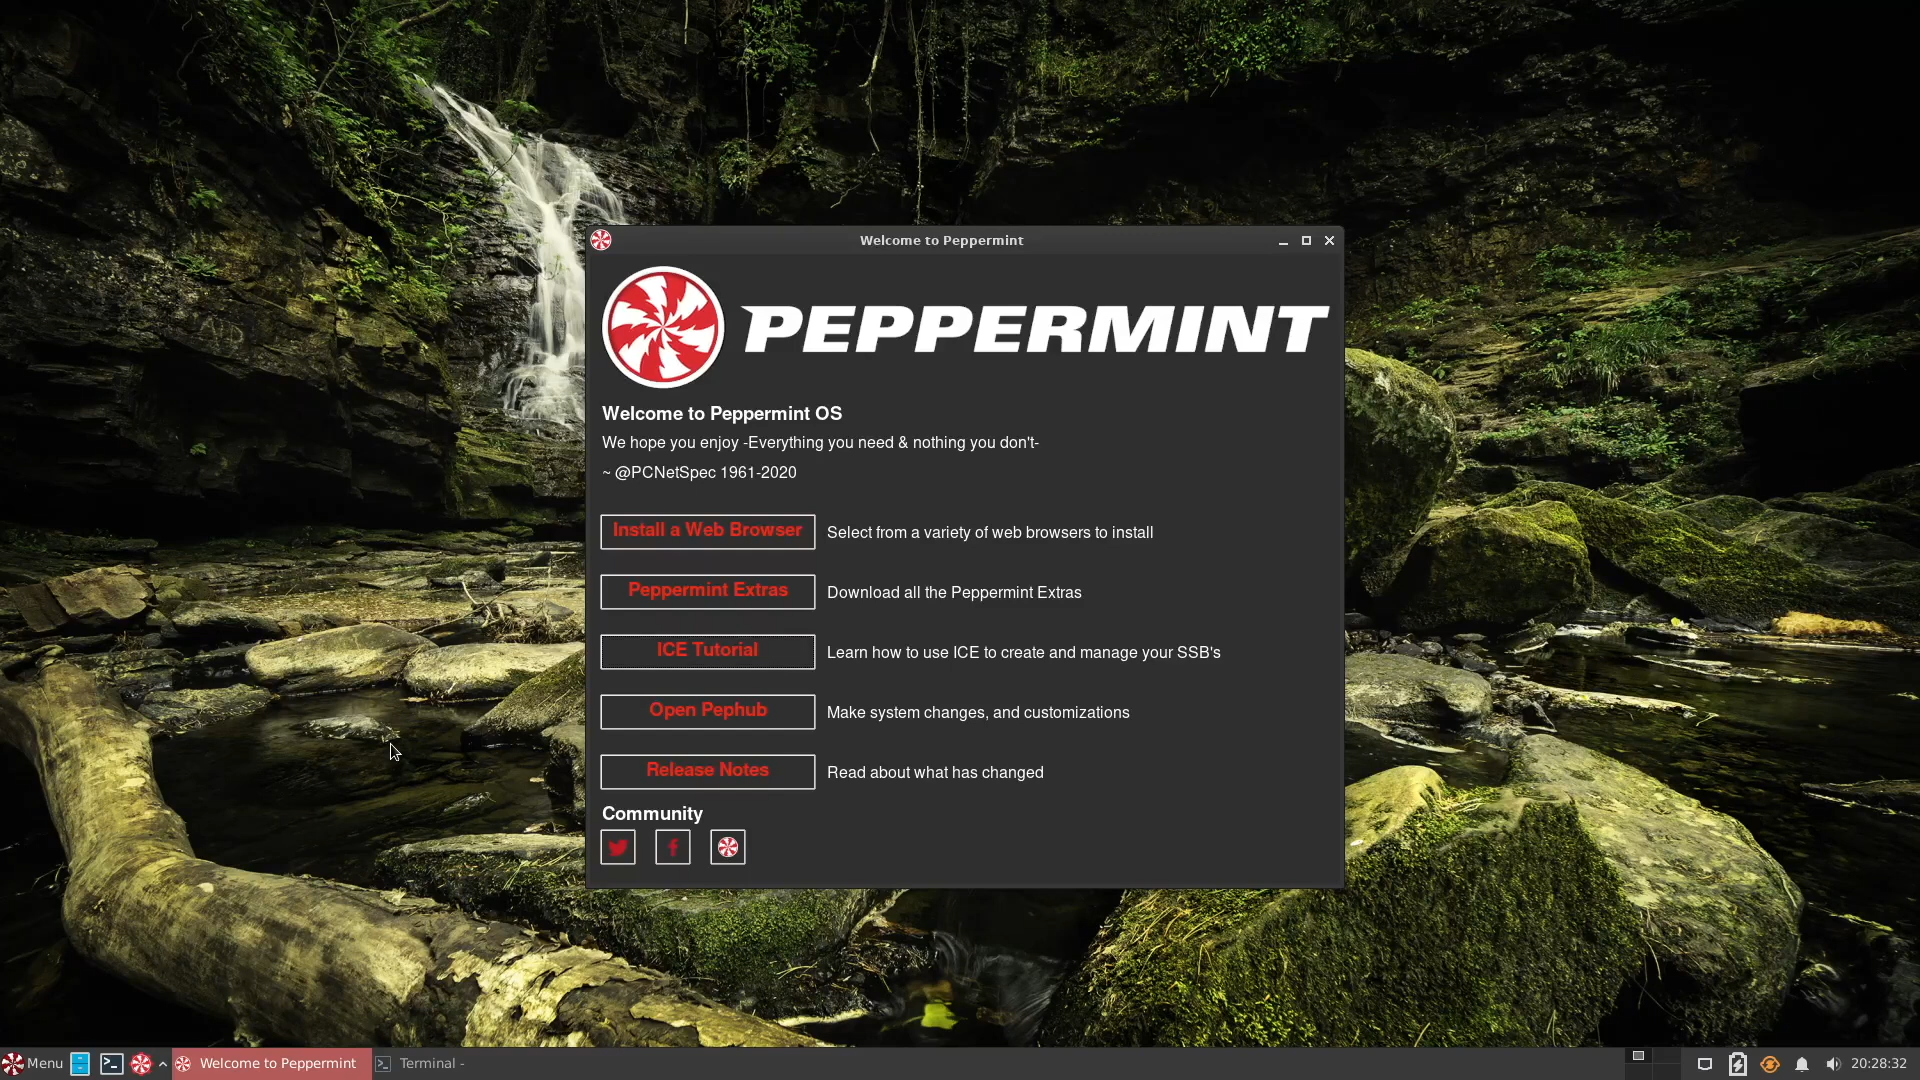 Welcome to Peppermint
PEPPERMINT
Welcome to Peppermint OS
We hope you enjoy -Everything you need & nothing you don't-
~ @PCNetSpec 1961-2020
Install a Web Browser Select from a variety of web browsers to install
Peppermint Extras Download all the Peppermint Extras
ICE Tutorial Learn how to use ICE to create and manage your SSB's
Open Pephub Make system changes, and customizations
Release Notes Read about what has changed
Community
Menu Welcome to Peppermint Terminal - 20:28:32